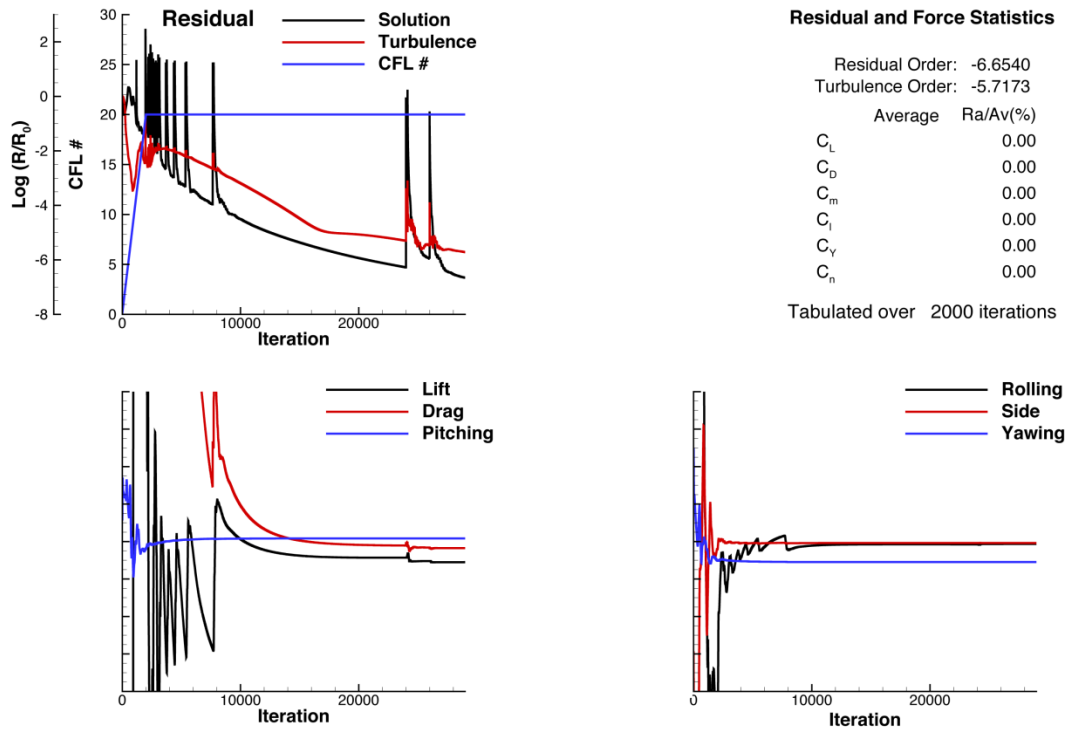 Residual
Solution
Turbulence
CFL #
Log (R/R0)
2
0
-2
-4
-6
-8
CFL #
30
25
20
15
10
5
0
0 10000 20000
Iteration
Residual and Force Statistics
Residual Order: -6.6540
Turbulence Order: -5.7173
Average Ra/Av(%)
CL 0.00
CD 0.00
Cm 0.00
Cl 0.00
CY 0.00
Cn 0.00
Tabulated over 2000 iterations
Lift
Drag
Pitching
0 10000 20000
Iteration
Rolling
Side
Yawing
0 10000 20000
Iteration